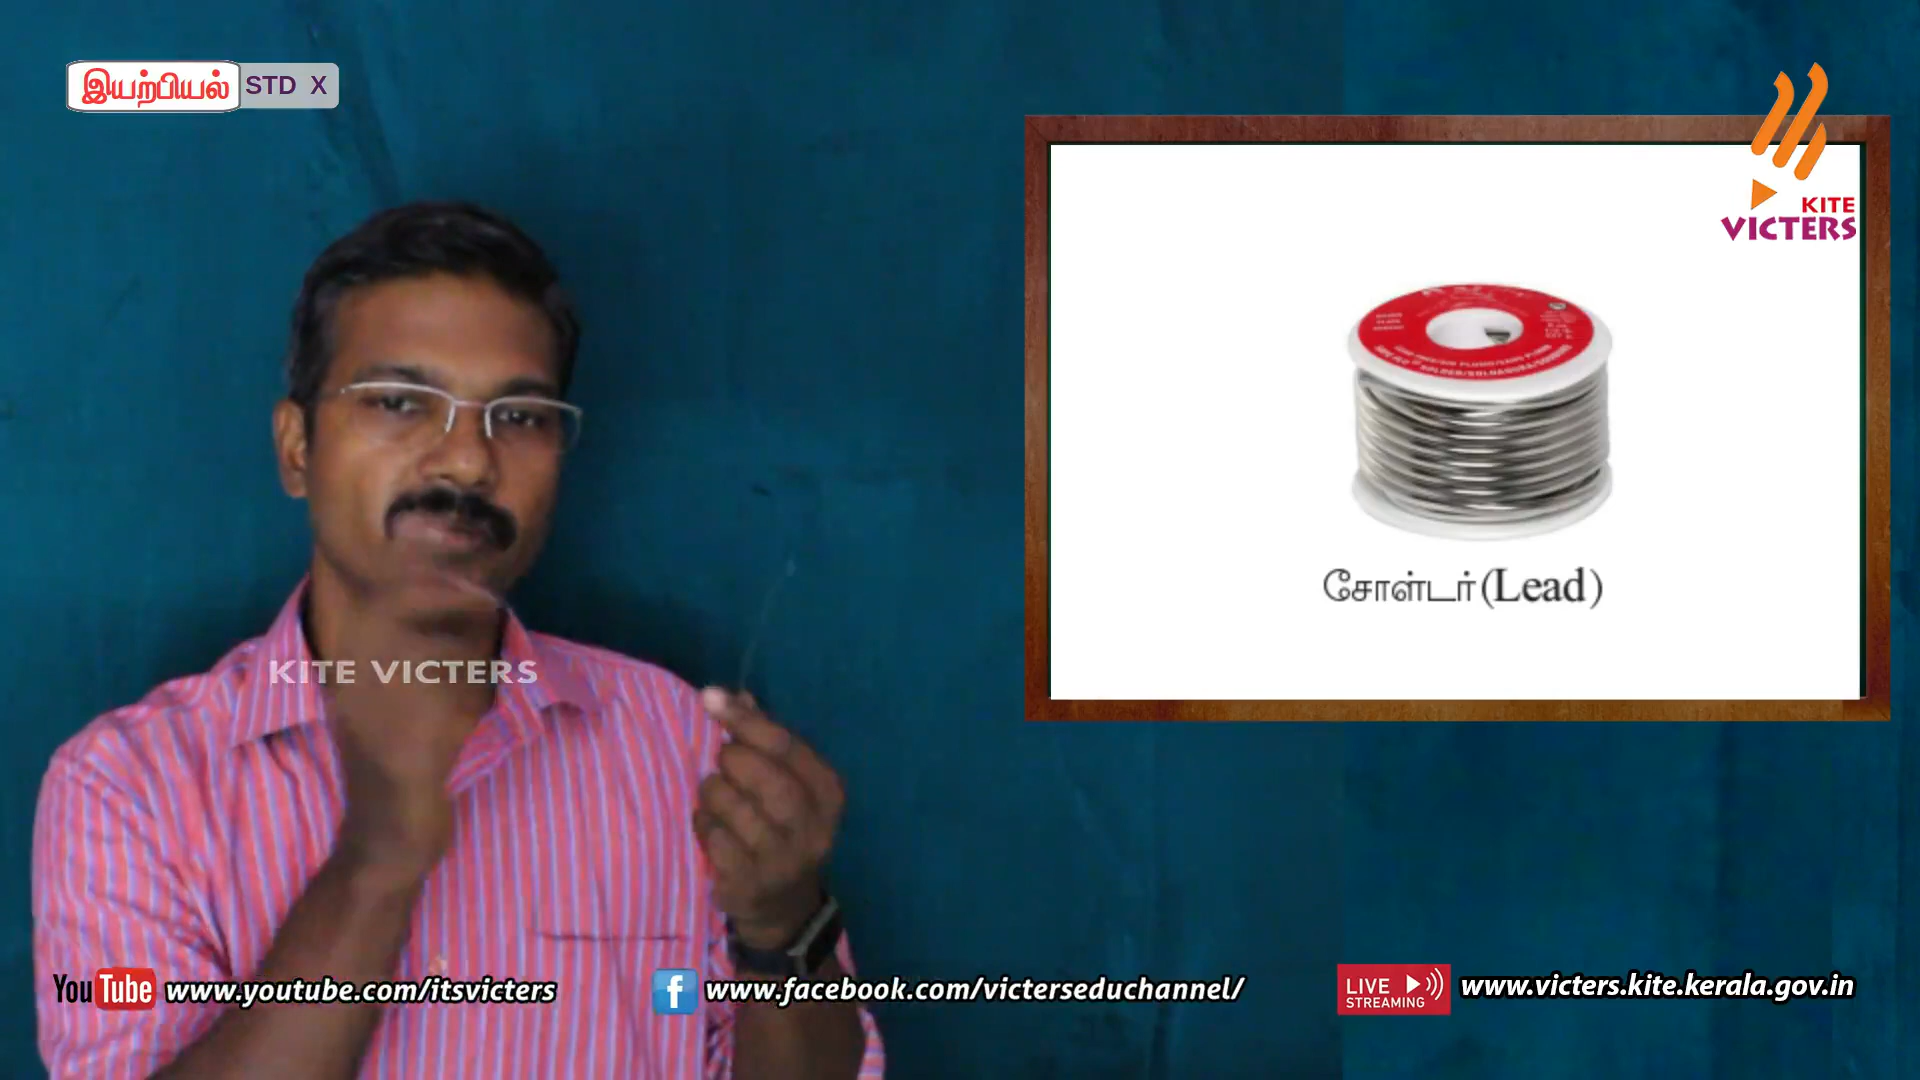 இயற்பியல் STD X
KITE
VICTERS
சோள்டர் (Lead)
KITE VICTERS
YouTube www.youtube.com/itsvicters
f www.facebook.com/victerseduchannel/
LIVE STREAMING www.victers.kite.kerala.gov.in